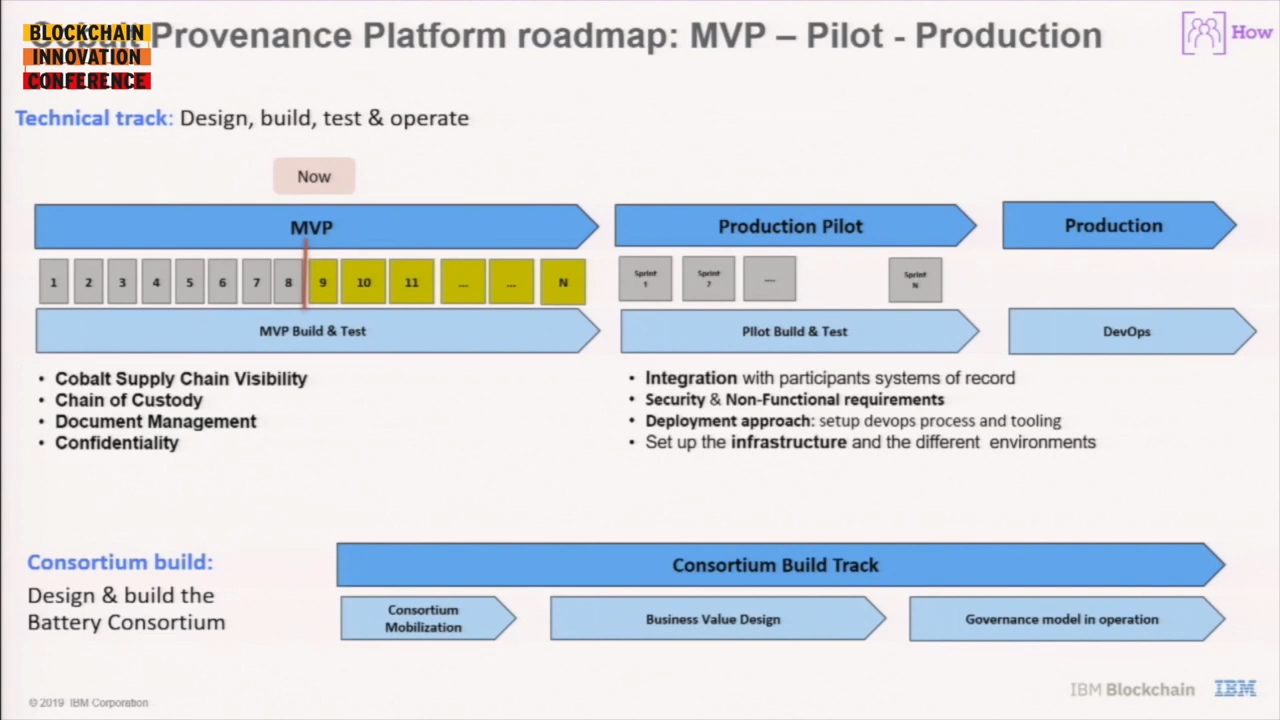 BLOCKCHAIN
INNOVATION
CONFERENCE
Cobalt Provenance Platform roadmap: MVP – Pilot - Production
How
Technical track: Design, build, test & operate
Now
MVP
Production Pilot
Production
1 2 3 4 5 6 7 8 9 10 11 ... ... N
Sprint
1
Sprint
2
....
Sprint
N
MVP Build & Test
Pilot Build & Test
DevOps
• Cobalt Supply Chain Visibility
• Chain of Custody
• Document Management
• Confidentiality
• Integration with participants systems of record
• Security & Non-Functional requirements
• Deployment approach: setup devops process and tooling
• Set up the infrastructure and the different environments
Consortium build:
Design & build the
Battery Consortium
Consortium Build Track
Consortium
Mobilization
Business Value Design
Governance model in operation
© 2019 IBM Corporation
IBM Blockchain
IBM